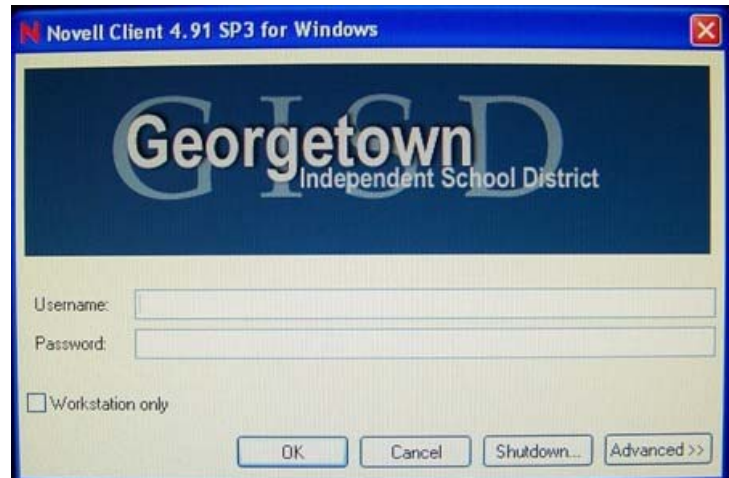 N Novell Client 4.91 SP3 for Windows
GISD
Georgetown
Independent School District
Username:
Password:
Workstation only
OK Cancel Shutdown... Advanced >>